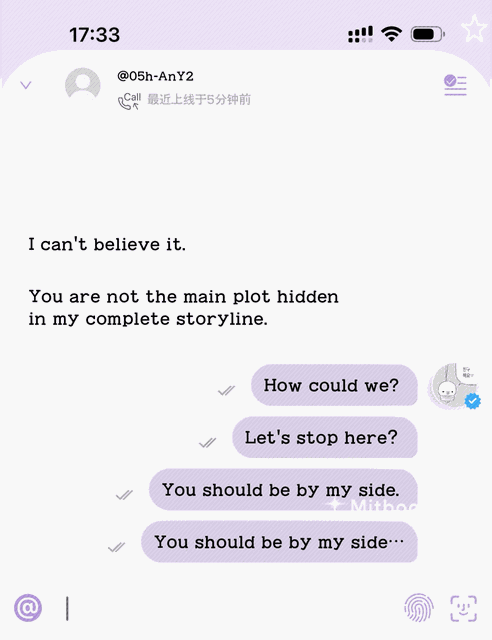 17:33
@05h-AnY2
Call
最近上线于5分钟前
I can't believe it.
You are not the main plot hidden
in my complete storyline.
How could we?
Let's stop here?
You should be by my side.
You should be by my side…
@